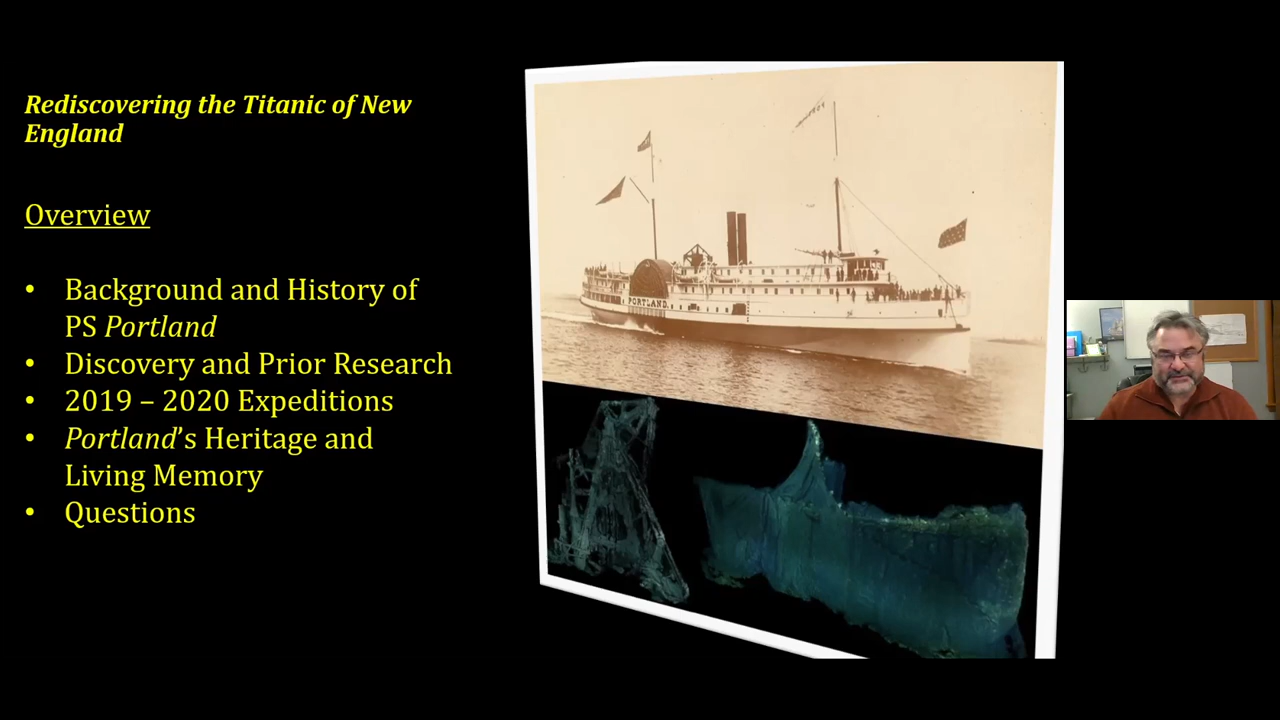 Rediscovering the Titanic of New
England
Overview
• Background and History of
PS Portland
• Discovery and Prior Research
• 2019 – 2020 Expeditions
• Portland’s Heritage and
Living Memory
• Questions
PORTLAND